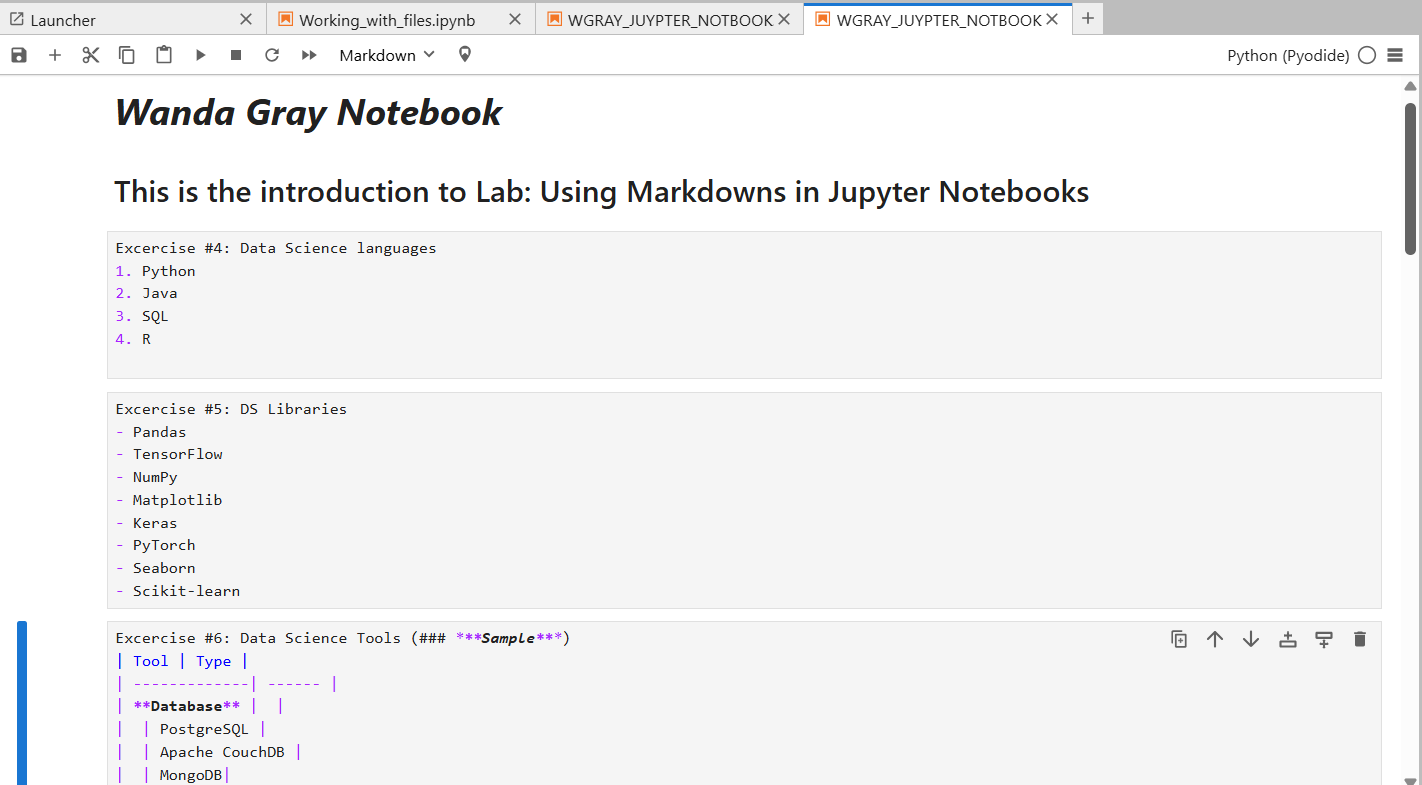 Launcher
Working_with_files.ipynb
WGRAY_JUYPTER_NOTBOOK
WGRAY_JUYPTER_NOTBOOK
Markdown
Python (Pyodide)
Wanda Gray Notebook
This is the introduction to Lab: Using Markdowns in Jupyter Notebooks
Excercise #4: Data Science languages
1. Python
2. Java
3. SQL
4. R
Excercise #5: DS Libraries
- Pandas
- TensorFlow
- NumPy
- Matplotlib
- Keras
- PyTorch
- Seaborn
- Scikit-learn
Excercise #6: Data Science Tools (### ***Sample***)
| Tool | Type |
| -------------| ------ |
| **Database** |  |
|  | PostgreSQL |
|  | Apache CouchDB |
|  | MongoDB|